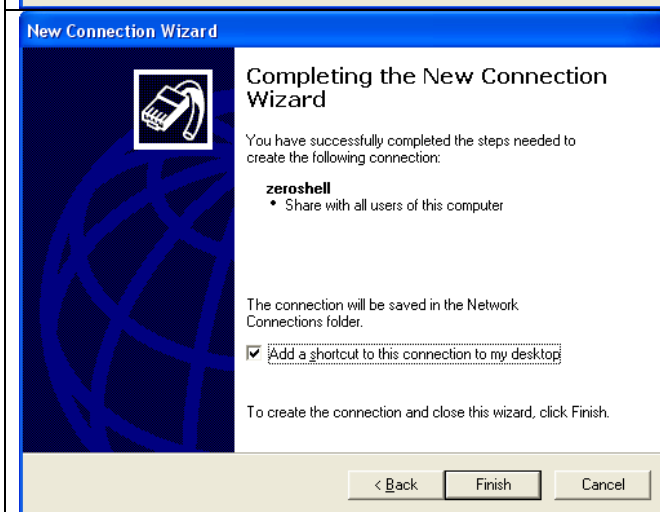 New Connection Wizard
Completing the New Connection
Wizard
You have successfully completed the steps needed to
create the following connection:
zeroshell
• Share with all users of this computer
The connection will be saved in the Network
Connections folder.
Add a shortcut to this connection to my desktop
To create the connection and close this wizard, click Finish.
< Back Finish Cancel